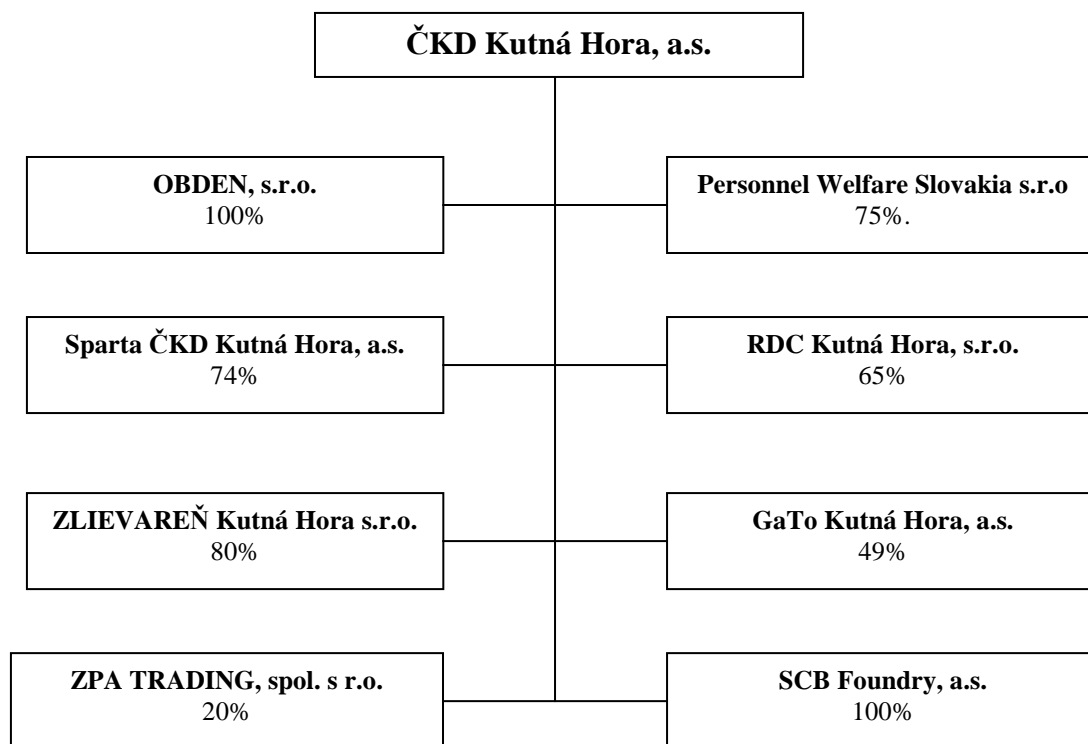 ČKD Kutná Hora, a.s.
OBDEN, s.r.o.
100%
Personnel Welfare Slovakia s.r.o
75%.
Sparta ČKD Kutná Hora, a.s.
74%
RDC Kutná Hora, s.r.o.
65%
ZLIEVAREŇ Kutná Hora s.r.o.
80%
GaTo Kutná Hora, a.s.
49%
ZPA TRADING, spol. s r.o.
20%
SCB Foundry, a.s.
100%